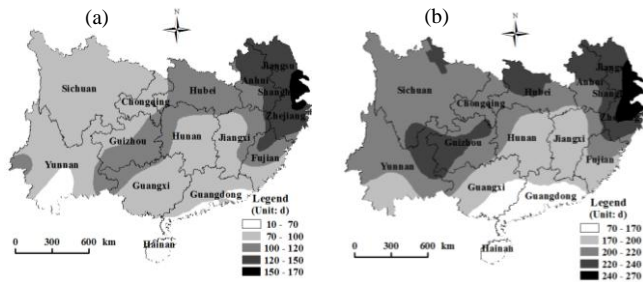 (a)
N
Jiangsu
Anhui
Shangh
Sichuan
Hubei
Chongqing
Zhejiang
Guizhou
Hunan
Jiangxi
Yunnan
Fujian
Guangxi
Guangdong
Hainan
0 300 600 km
Legend
(Unit: d)
10 - 70
70 - 100
100 - 120
120 - 150
150 - 170
(b)
N
Jiangsu
Anhui
Shangh
Sichuan
Hubei
Chongqing
Guizhou
Hunan
Jiangxi
Yunnan
Fujian
Guangxi
Guangdong
Hainan
0 300 600 km
Legend
(Unit: d)
70 - 170
170 - 200
200 - 220
220 - 240
240 - 270